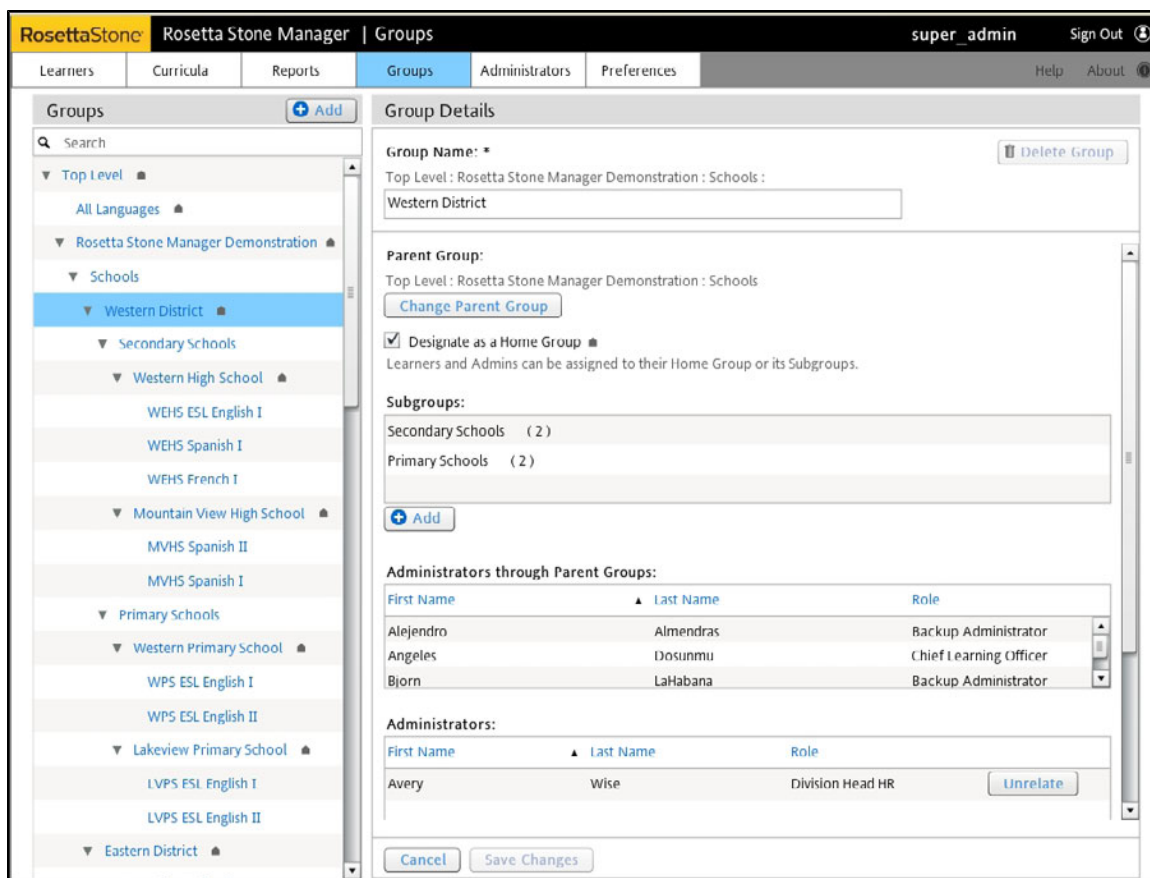 RosettaStone Rosetta Stone Manager | Groups super_admin Sign Out
Learners Curricula Reports Groups Administrators Preferences Help About
Groups Add
Search
Top Level
All Languages
Rosetta Stone Manager Demonstration
Schools
Western District
Secondary Schools
Western High School
WEHS ESL English I
WEHS Spanish I
WEHS French I
Mountain View High School
MVHS Spanish II
MVHS Spanish I
Primary Schools
Western Primary School
WPS ESL English I
WPS ESL English II
Lakeview Primary School
LVPS ESL English I
LVPS ESL English II
Eastern District
Group Details
Group Name: * Delete Group
Top Level : Rosetta Stone Manager Demonstration : Schools :
Western District
Parent Group:
Top Level : Rosetta Stone Manager Demonstration : Schools
Change Parent Group
Designate as a Home Group
Learners and Admins can be assigned to their Home Group or its Subgroups.
Subgroups:
Secondary Schools (2)
Primary Schools (2)
Add
Administrators through Parent Groups:
First Name Last Name Role
Alejandro Almendras Backup Administrator
Angeles Dosunmu Chief Learning Officer
Bjorn LaHabana Backup Administrator
Administrators:
First Name Last Name Role
Avery Wise Division Head HR Unrelate
Cancel Save Changes